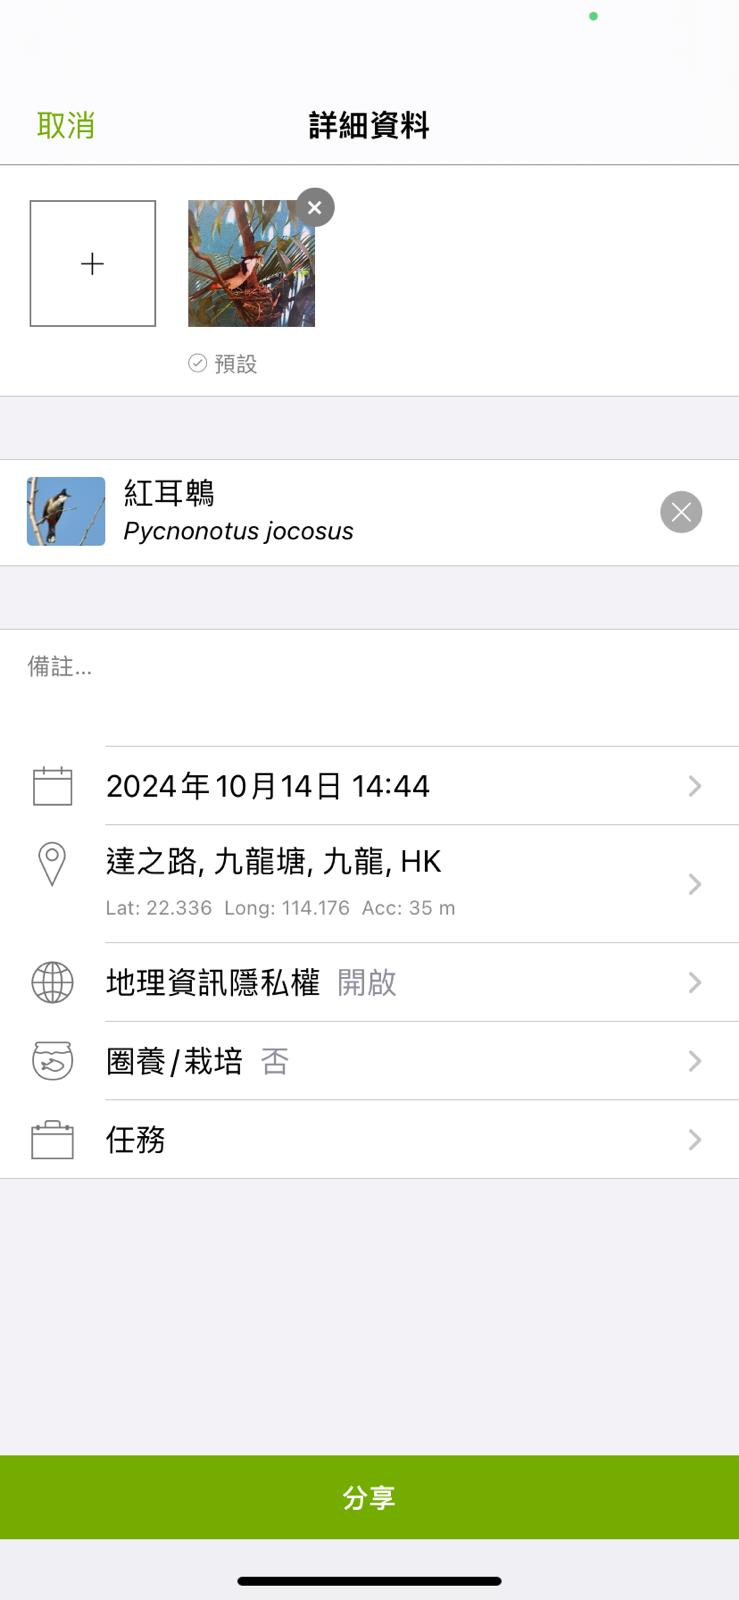 取消
詳細資料
預設
紅耳鵯
Pycnonotus jocosus
備註...
2024年10月14日 14:44
達之路, 九龍塘, 九龍, HK
Lat: 22.336 Long: 114.176 Acc: 35 m
地理資訊隱私權 開啟
圈養/栽培 否
任務
分享